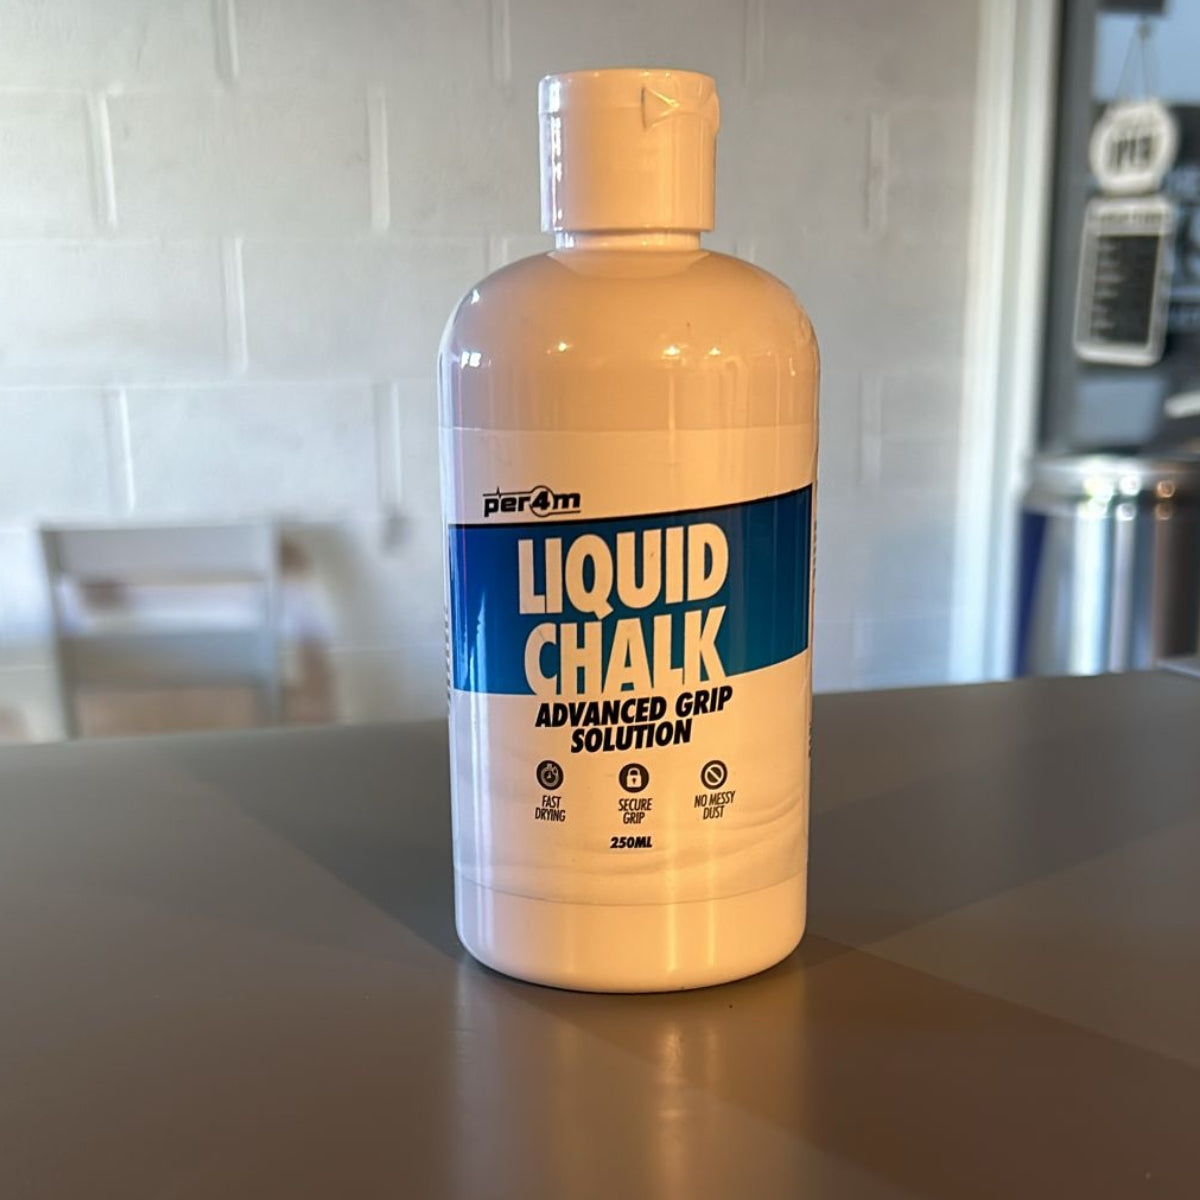 per4m
LIQUID
CHALK
ADVANCED GRIP
SOLUTION
FAST
DRYING
SECURE
GRIP
NO MESSY
DUST
250ML